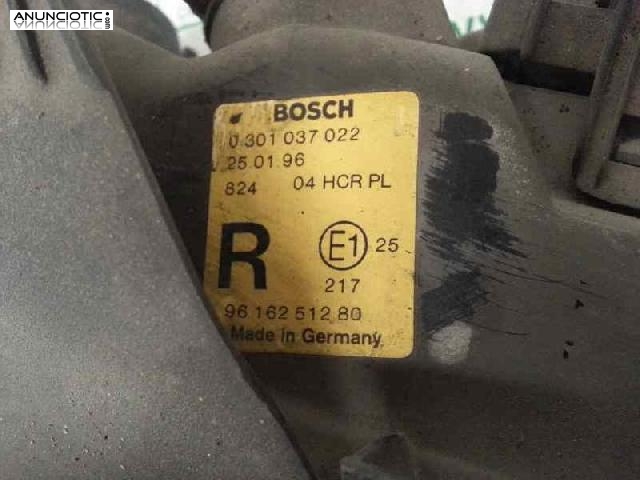 ANUNCIOTIC.com
BOSCH
0 301 037 022
25.01.96
824 04 HCR PL
R E1 25
217
96 162 512 80
Made in Germany